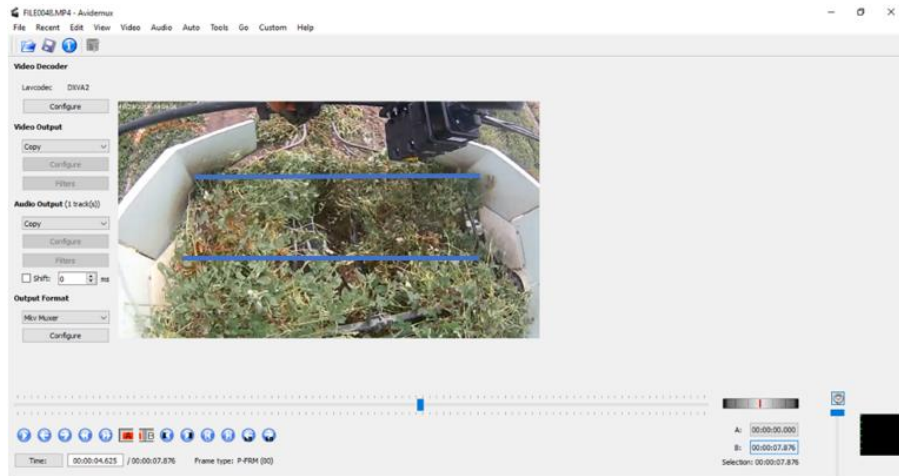 FILE0048.MP4 - Avidemux
File Recent Edit View Video Audio Auto Tools Go Custom Help
Video Decoder
Lavcodec DXVA2
Configure
Video Output
Copy
Configure
Filters
Audio Output (1 track(s))
Copy
Configure
Filters
Shift: 0 ms
Output Format
Mkv Muxer
Configure
A: 00:00:00.000
B: 00:00:07.876
Time: 00:00:04.625 / 00:00:07.876 Frame type: P-FRM (00)
Selection: 00:00:07.876